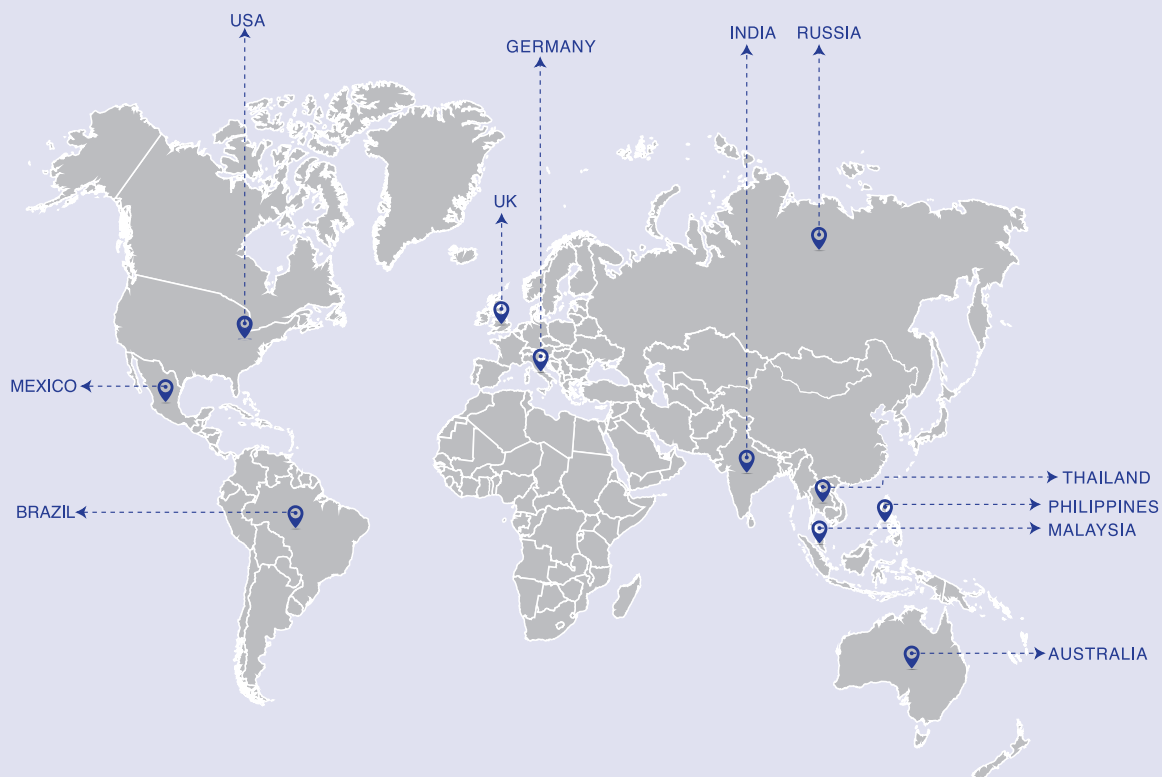 USA
GERMANY
INDIA
RUSSIA
UK
MEXICO
THAILAND
PHILIPPINES
BRAZIL
MALAYSIA
AUSTRALIA